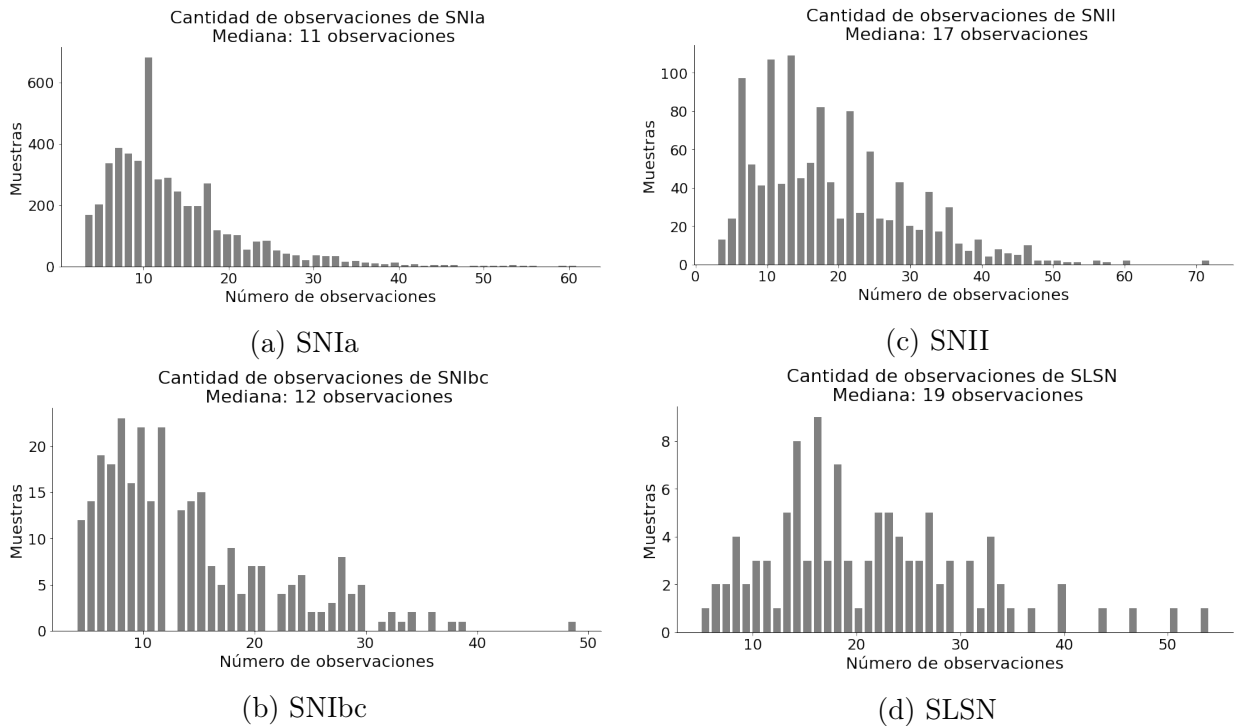 Cantidad de observaciones de SNIa
Mediana: 11 observaciones
Muestras
600
400
200
0
10 20 30 40 50 60
Número de observaciones
(a) SNIa
Cantidad de observaciones de SNII
Mediana: 17 observaciones
Muestras
100
80
60
40
20
0
0 10 20 30 40 50 60 70
Número de observaciones
(c) SNII
Cantidad de observaciones de SNIbc
Mediana: 12 observaciones
Muestras
20
15
10
5
0
10 20 30 40 50
Número de observaciones
(b) SNIbc
Cantidad de observaciones de SLSN
Mediana: 19 observaciones
Muestras
8
6
4
2
0
10 20 30 40 50
Número de observaciones
(d) SLSN